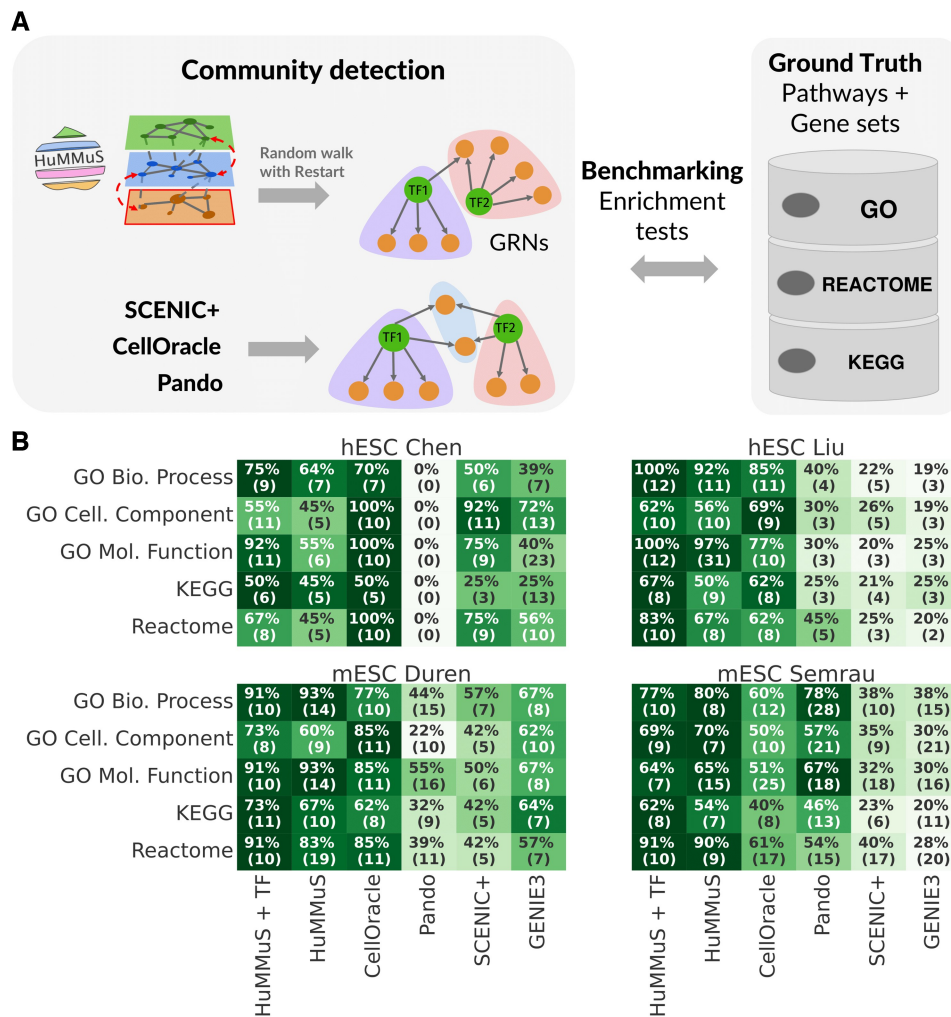 A
Community detection
HuMMuS
Random walk
with Restart
TF1
TF2
GRNs
SCENIC+
CellOracle
Pando
TF1
TF2
Benchmarking
Enrichment
tests
Ground Truth
Pathways +
Gene sets
GO
REACTOME
KEGG
B
hESC Chen
GO Bio. Process 75% 64% 70% 0% 50% 39%
(9) (7) (7) (0) (6) (7)
GO Cell. Component 55% 45% 100% 0% 92% 72%
(11) (5) (10) (0) (11) (13)
GO Mol. Function 92% 55% 100% 0% 75% 40%
(11) (6) (10) (0) (9) (23)
KEGG 50% 45% 50% 0% 25% 25%
(6) (5) (5) (0) (3) (13)
Reactome 67% 45% 100% 0% 75% 56%
(8) (5) (10) (0) (9) (10)
hESC Liu
100% 92% 85% 40% 22% 19%
(12) (11) (11) (4) (5) (3)
62% 56% 69% 30% 26% 19%
(10) (10) (9) (3) (5) (3)
100% 97% 77% 30% 20% 25%
(12) (31) (10) (3) (3) (3)
67% 50% 62% 25% 21% 25%
(8) (9) (8) (3) (4) (3)
83% 67% 62% 45% 25% 20%
(10) (8) (8) (5) (3) (2)
mESC Duren
GO Bio. Process 91% 93% 77% 44% 57% 67%
(10) (14) (10) (15) (7) (8)
GO Cell. Component 73% 60% 85% 22% 42% 62%
(8) (9) (11) (10) (5) (10)
GO Mol. Function 91% 93% 85% 55% 50% 67%
(10) (14) (11) (16) (6) (8)
KEGG 73% 67% 62% 32% 42% 64%
(11) (10) (8) (9) (5) (7)
Reactome 91% 83% 85% 39% 42% 57%
(10) (19) (11) (11) (5) (7)
HuMMuS + TF
HuMMuS
CellOracle
Pando
SCENIC+
GENIE3
mESC Semrau
77% 80% 60% 78% 38% 38%
(10) (8) (12) (28) (10) (15)
69% 70% 50% 57% 35% 30%
(9) (7) (10) (21) (9) (21)
64% 65% 51% 67% 32% 30%
(7) (15) (25) (18) (18) (16)
62% 54% 40% 46% 23% 20%
(8) (7) (8) (13) (6) (11)
91% 90% 61% 54% 40% 28%
(10) (9) (17) (15) (17) (20)
HuMMuS + TF
HuMMuS
CellOracle
Pando
SCENIC+
GENIE3